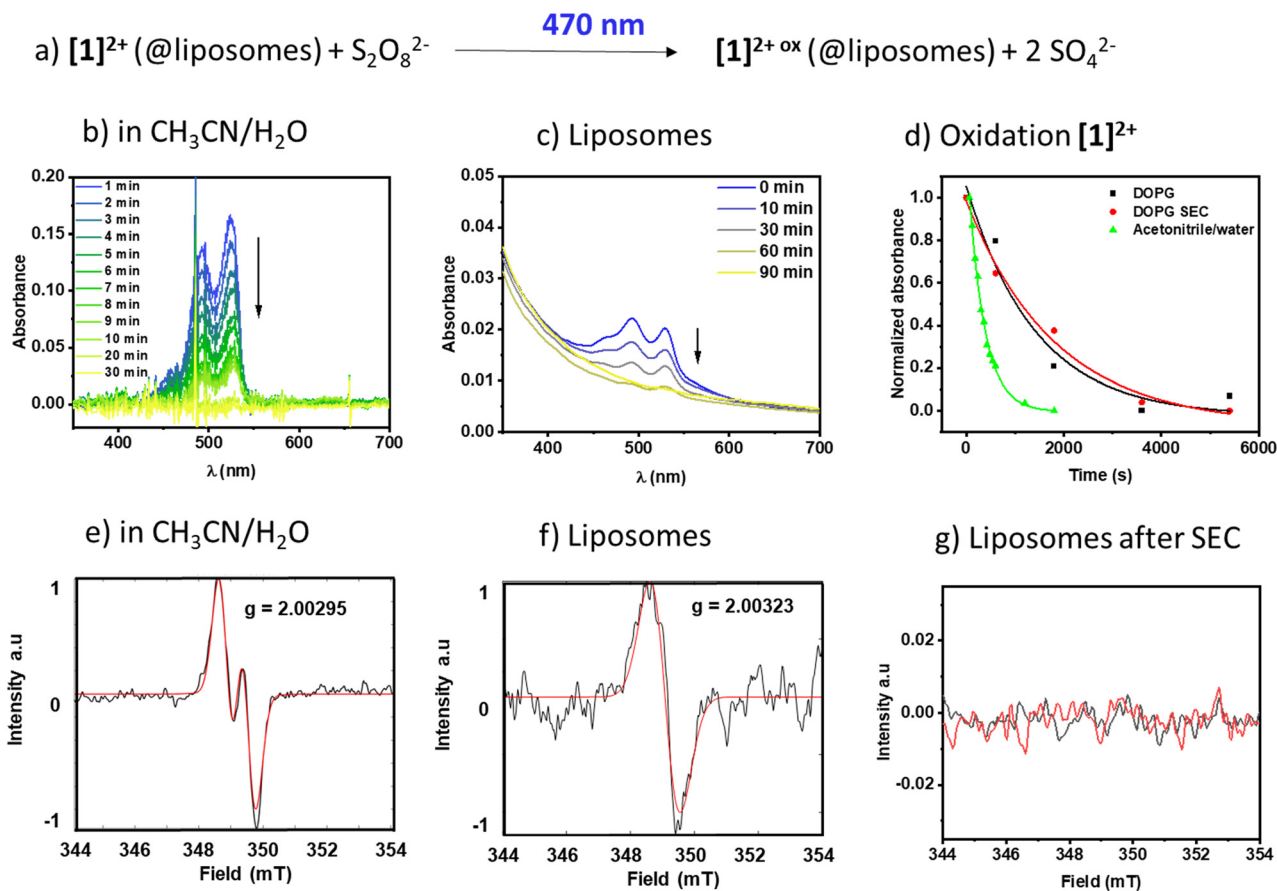 470 nm
a) [1]²⁺ (@liposomes) + S₂O₈²⁻ → [1]²⁺ ᵒˣ (@liposomes) + 2 SO₄²⁻
b) in CH₃CN/H₂O
c) Liposomes
d) Oxidation [1]²⁺
Absorbance
0.20
0.15
0.10
0.05
0.00
1 min
2 min
3 min
4 min
5 min
6 min
7 min
8 min
9 min
10 min
20 min
30 min
400 500 600 700
λ (nm)
Absorbance
0.05
0.04
0.03
0.02
0.01
0.00
0 min
10 min
30 min
60 min
90 min
400 500 600 700
λ (nm)
Normalized absorbance
1.0
0.8
0.6
0.4
0.2
0.0
DOPG
DOPG SEC
Acetonitrile/water
0 2000 4000 6000
Time (s)
e) in CH₃CN/H₂O
f) Liposomes
g) Liposomes after SEC
Intensity a.u
1
0
-1
g = 2.00295
344 346 348 350 352 354
Field (mT)
Intensity a.u
1
0
-1
g = 2.00323
344 346 348 350 352 354
Field (mT)
Intensity a.u
0.02
0.00
-0.02
344 346 348 350 352 354
Field (mT)